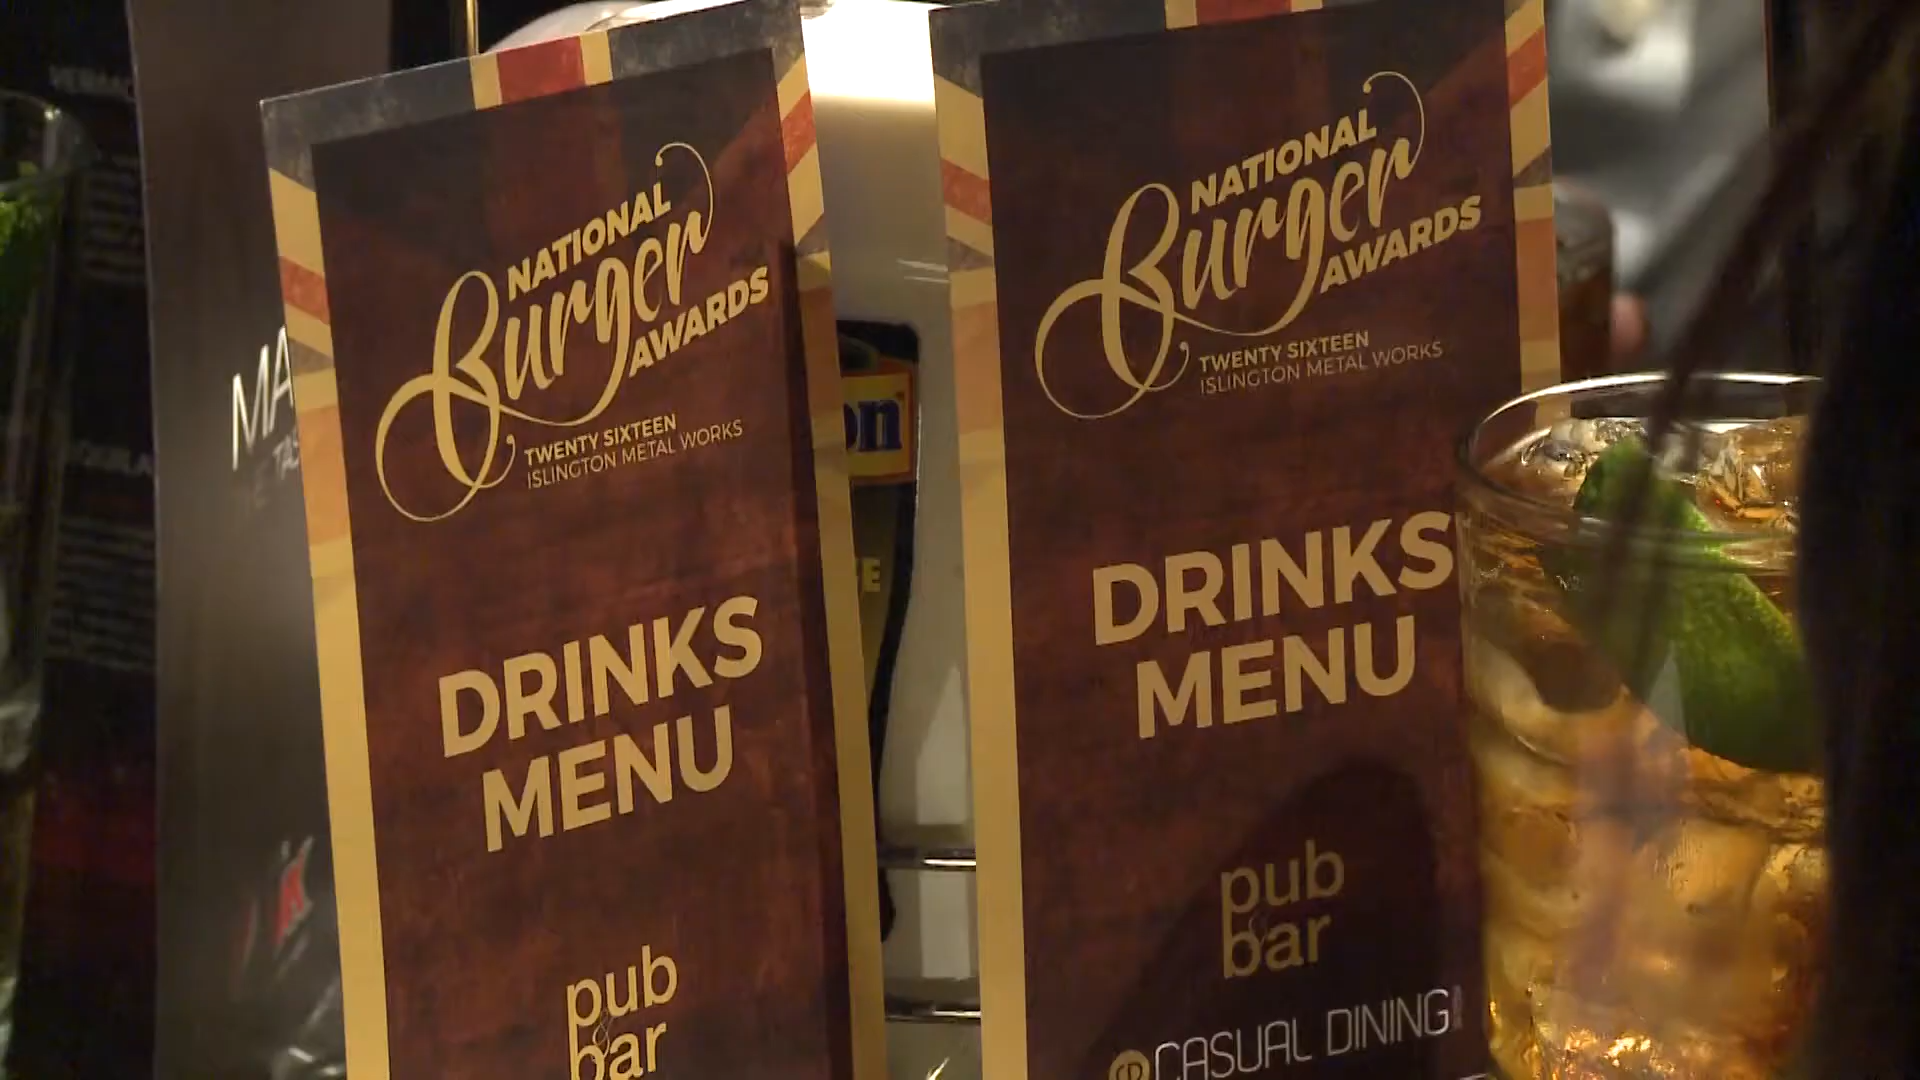 NATIONAL
Burger
AWARDS
TWENTY SIXTEEN
ISLINGTON METAL WORKS
DRINKS
MENU
pub
&
bar
NATIONAL
Burger
AWARDS
TWENTY SIXTEEN
ISLINGTON METAL WORKS
DRINKS
MENU
pub
&
bar
CASUAL DINING